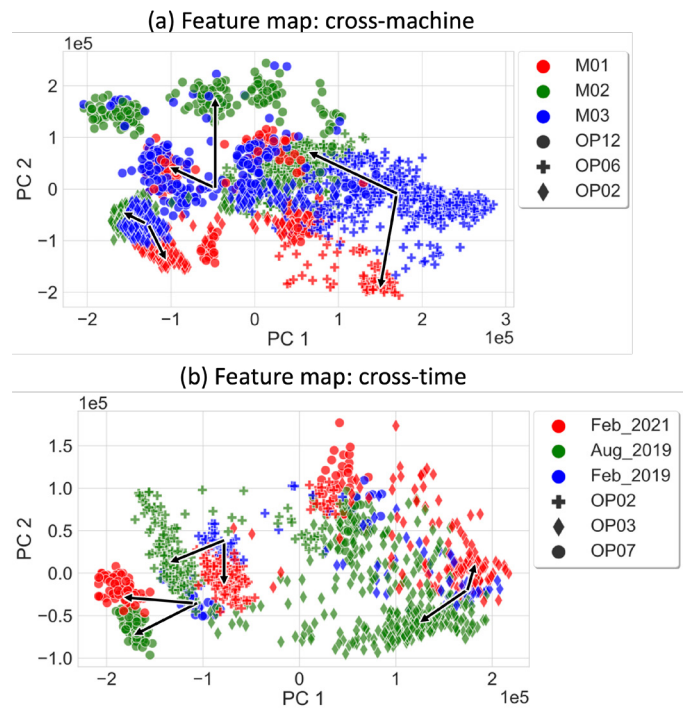 (a) Feature map: cross-machine
1e5
2
1
0
−1
−2
PC 2
−2
−1
0
1
2
3
PC 1
1e5
M01
M02
M03
OP12
OP06
OP02
(b) Feature map: cross-time
1e5
1.5
1.0
0.5
0.0
−0.5
−1.0
PC 2
−2
−1
0
1
2
PC 1
1e5
Feb_2021
Aug_2019
Feb_2019
OP02
OP03
OP07